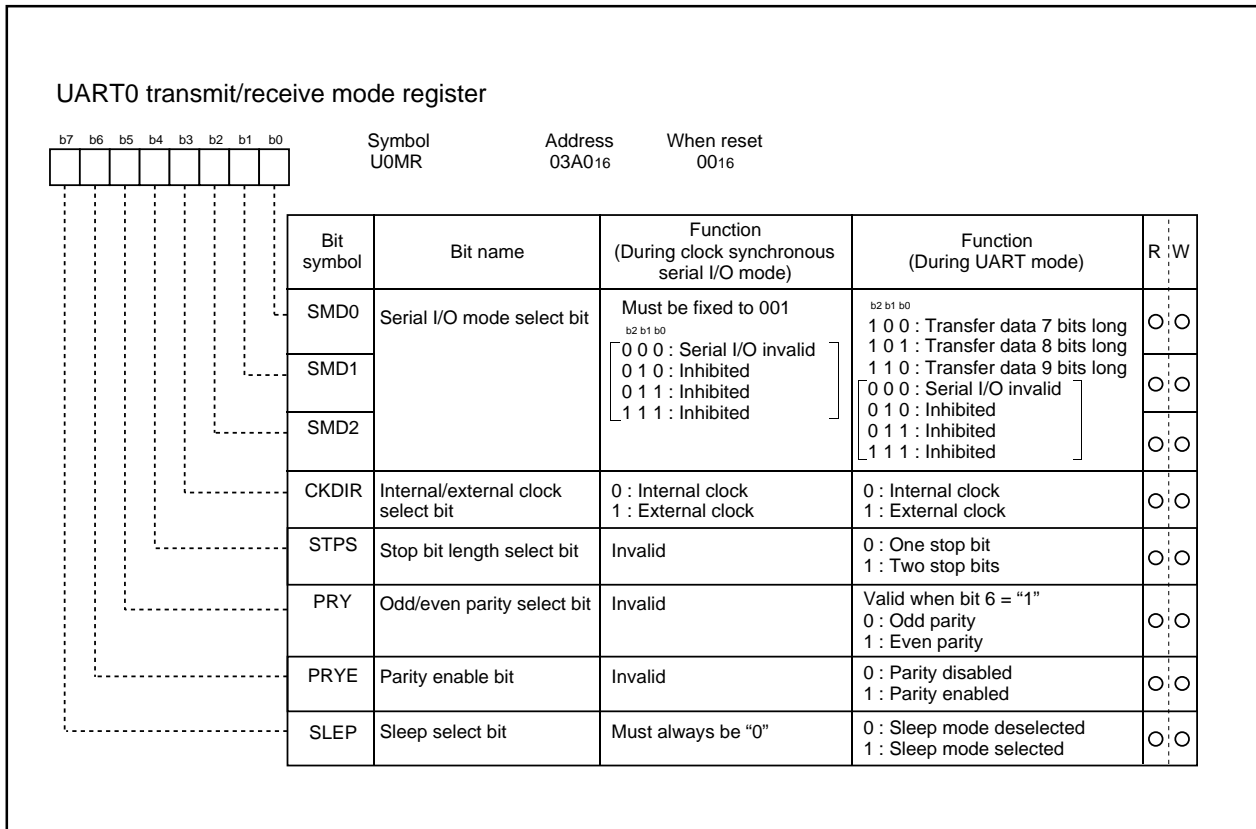 UART0 transmit/receive mode register
b7 b6 b5 b4 b3 b2 b1 b0
Symbol Address When reset
U0MR 03A016 0016
Bit symbol
Bit name
Function
(During clock synchronous
serial I/O mode)
Function
(During UART mode)
R W
SMD0
SMD1
SMD2
Serial I/O mode select bit
Must be fixed to 001
b2 b1 b0
0 0 0 : Serial I/O invalid
0 1 0 : Inhibited
0 1 1 : Inhibited
1 1 1 : Inhibited
b2 b1 b0
1 0 0 : Transfer data 7 bits long
1 0 1 : Transfer data 8 bits long
1 1 0 : Transfer data 9 bits long
0 0 0 : Serial I/O invalid
0 1 0 : Inhibited
0 1 1 : Inhibited
1 1 1 : Inhibited
CKDIR
Internal/external clock
select bit
0 : Internal clock
1 : External clock
0 : Internal clock
1 : External clock
STPS
Stop bit length select bit
Invalid
0 : One stop bit
1 : Two stop bits
PRY
Odd/even parity select bit
Invalid
Valid when bit 6 = “1”
0 : Odd parity
1 : Even parity
PRYE
Parity enable bit
Invalid
0 : Parity disabled
1 : Parity enabled
SLEP
Sleep select bit
Must always be “0”
0 : Sleep mode deselected
1 : Sleep mode selected